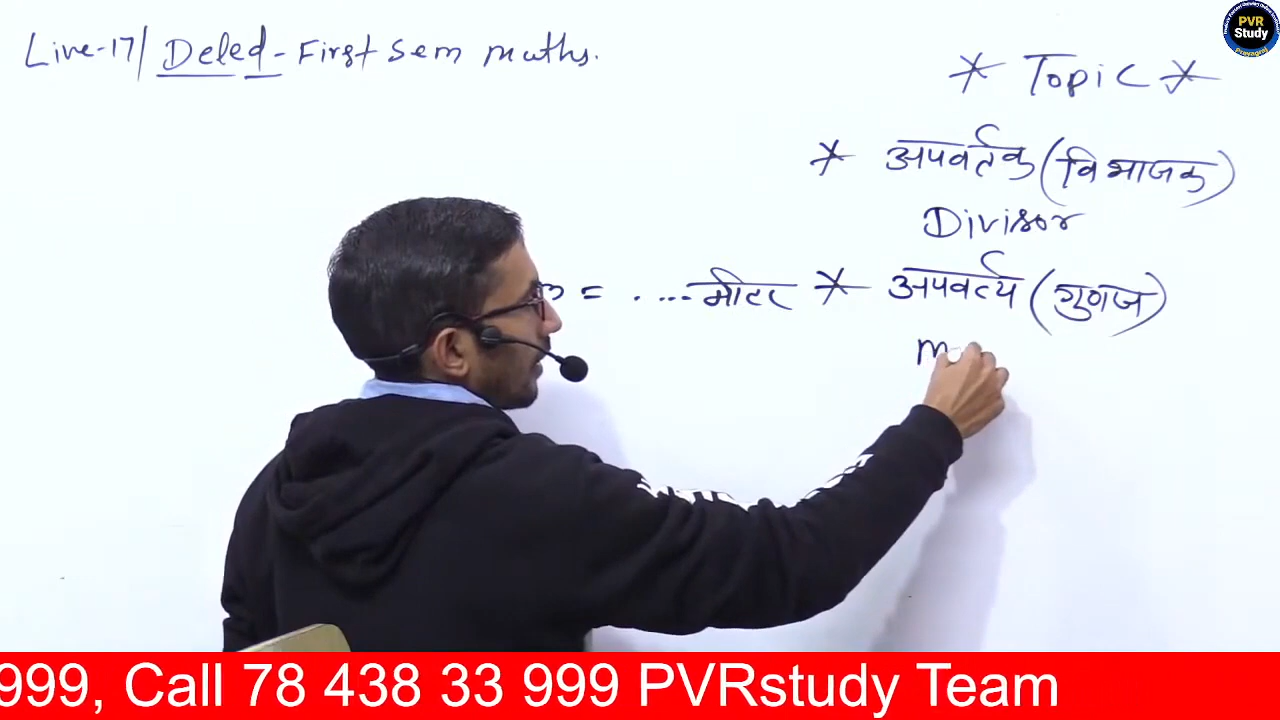 Live-17/ Deled - First sem maths.
PVR
Study
Prayagraj
* Topic *
* अपवर्तक (विभाजक)
Divisor
= ....मीटर * अपवर्त्य (गुणज)
m
999, Call 78 438 33 999 PVRstudy Team